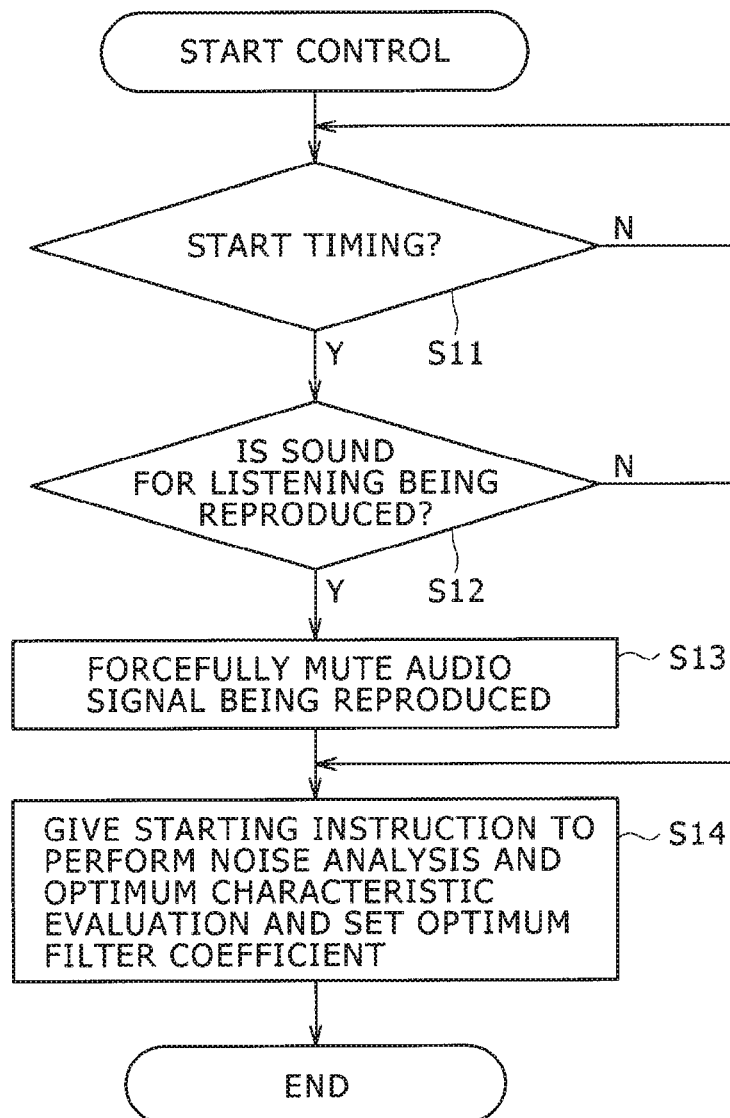 START CONTROL
START TIMING?
N
S11
Y
IS SOUND
FOR LISTENING BEING
REPRODUCED?
N
S12
Y
FORCEFULLY MUTE AUDIO
SIGNAL BEING REPRODUCED
S13
GIVE STARTING INSTRUCTION TO
PERFORM NOISE ANALYSIS AND
OPTIMUM CHARACTERISTIC
EVALUATION AND SET OPTIMUM
FILTER COEFFICIENT
S14
END